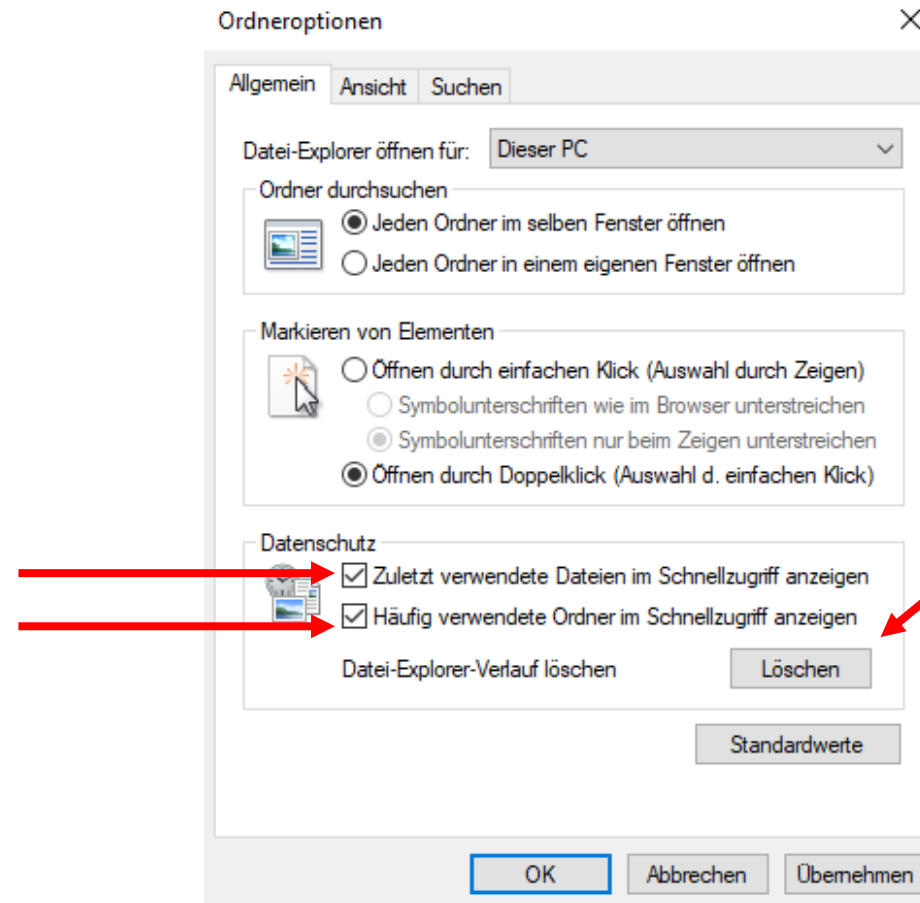 Ordneroptionen
Allgemein Ansicht Suchen
Datei-Explorer öffnen für: Dieser PC
Ordner durchsuchen
Jeden Ordner im selben Fenster öffnen
Jeden Ordner in einem eigenen Fenster öffnen
Markieren von Elementen
Öffnen durch einfachen Klick (Auswahl durch Zeigen)
Symbolunterschriften wie im Browser unterstreichen
Symbolunterschriften nur beim Zeigen unterstreichen
Öffnen durch Doppelklick (Auswahl d. einfachen Klick)
Datenschutz
Zuletzt verwendete Dateien im Schnellzugriff anzeigen
Häufig verwendete Ordner im Schnellzugriff anzeigen
Datei-Explorer-Verlauf löschen Löschen
Standardwerte
OK Abbrechen Übernehmen